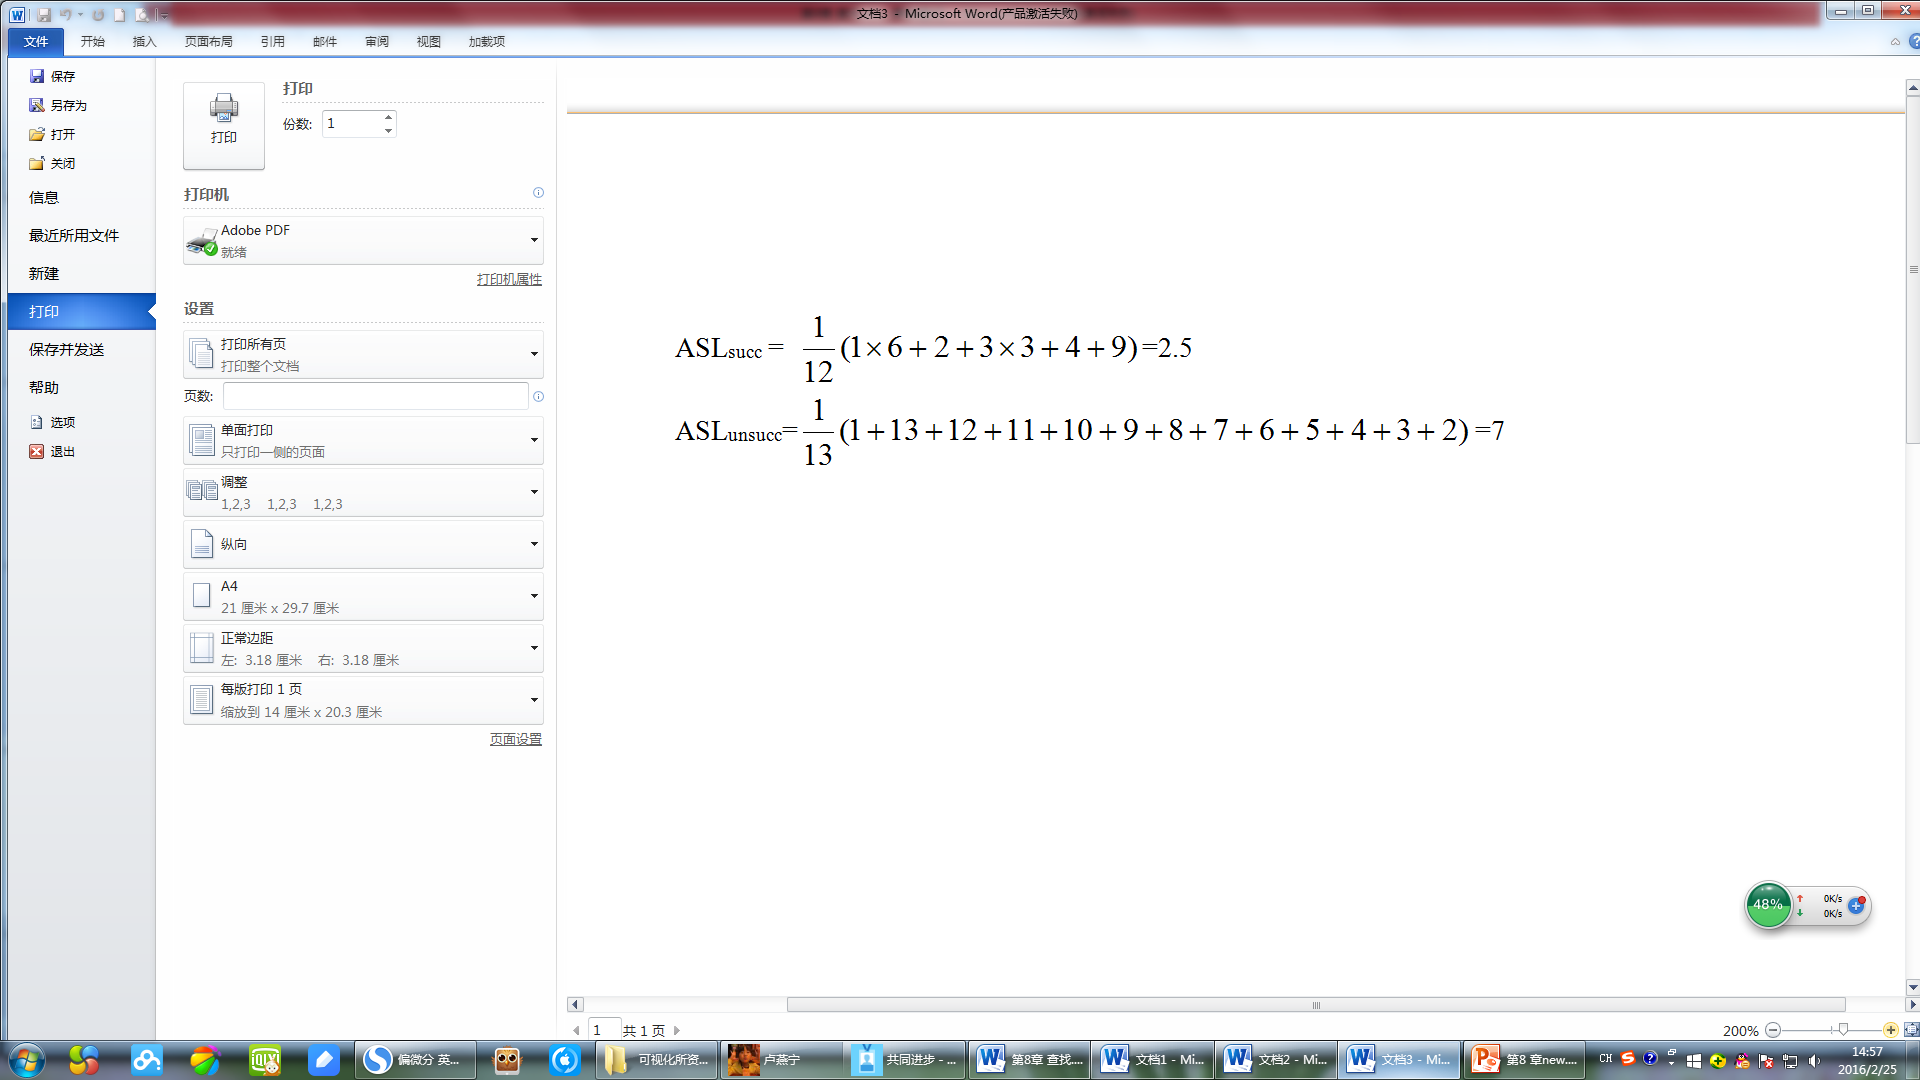 文档3 - Microsoft Word(产品激活失败)
文件 开始 插入 页面布局 引用 邮件 审阅 视图 加载项
保存
另存为
打开
关闭
信息
最近所用文件
新建
打印
保存并发送
帮助
选项
退出
打印
打印
份数: 1
打印机
Adobe PDF
就绪
打印机属性
设置
打印所有页
打印整个文档
页数:
单面打印
只打印一侧的页面
调整
1,2,3 1,2,3 1,2,3
纵向
A4
21 厘米 x 29.7 厘米
正常边距
左: 3.18 厘米 右: 3.18 厘米
每版打印 1 页
缩放到 14 厘米 x 20.3 厘米
页面设置
ASLsucc = 1/12 (1×6+2+3×3+4+9)=2.5
ASLunsucc= 1/13 (1+13+12+11+10+9+8+7+6+5+4+3+2) =7
48% 0K/s
0K/s
1 共 1 页
200%
偏微分 英... 可视化所资... 卢燕宁 共同进步 - ... 第8章 查找.... 文档1 - Mi... 文档2 - Mi... 文档3 - Mi... 第8 章new.... CH 14:57
2016/2/25